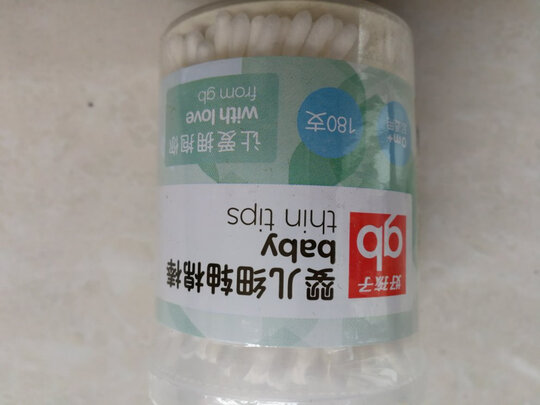 gb
好孩子
婴儿细轴棉棒
baby
thin tips
180支
0m+
让爱拥抱你
with love
from gb